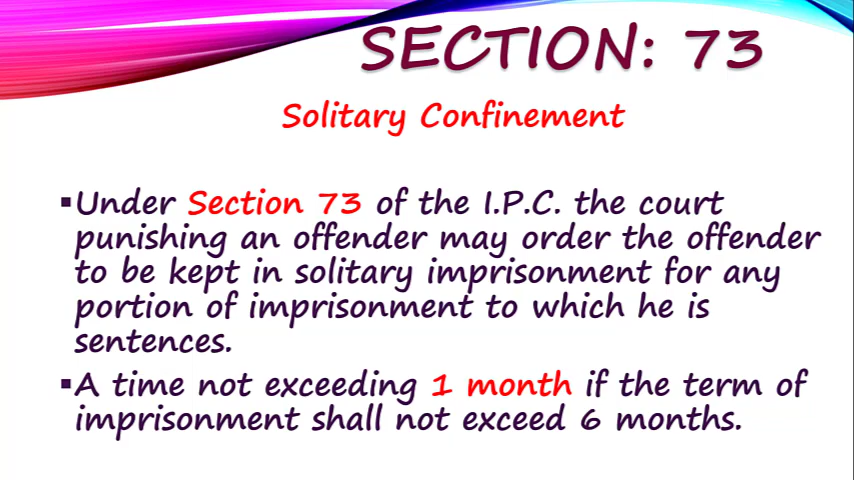 SECTION: 73
Solitary Confinement
▪Under Section 73 of the I.P.C. the court
punishing an offender may order the offender
to be kept in solitary imprisonment for any
portion of imprisonment to which he is
sentences.
▪A time not exceeding 1 month if the term of
imprisonment shall not exceed 6 months.